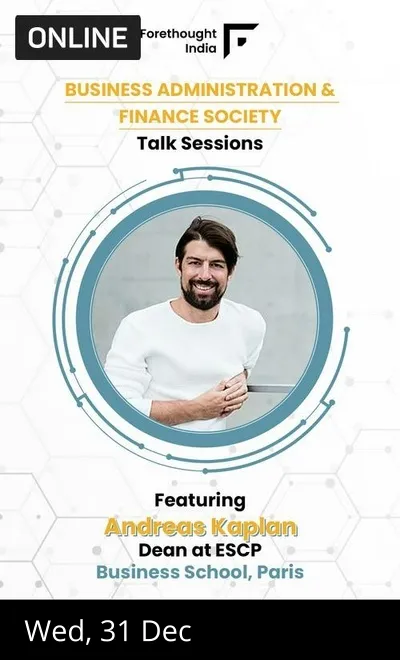 ONLINE
Forethought
India
BUSINESS ADMINISTRATION &
FINANCE SOCIETY
Talk Sessions
Featuring
Andreas Kaplan
Dean at ESCP
Business School, Paris
Wed, 31 Dec